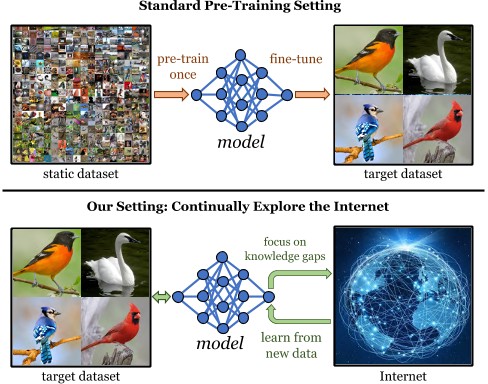 Standard Pre-Training Setting
pre-train
once
fine-tune
model
static dataset
target dataset
Our Setting: Continually Explore the Internet
focus on
knowledge gaps
learn from
new data
model
target dataset
Internet